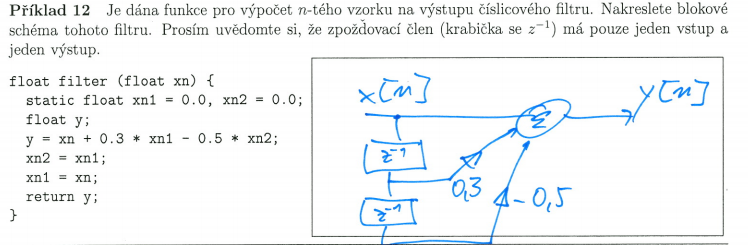 Příklad 12 Je dána funkce pro výpočet n-tého vzorku na výstupu číslicového filtru. Nakreslete blokové
schéma tohoto filtru. Prosím uvědomte si, že zpožďovací člen (krabička se z⁻¹) má pouze jeden vstup a
jeden výstup.
float filter (float xn) {
static float xn1 = 0.0, xn2 = 0.0;
float y;
y = xn + 0.3 * xn1 - 0.5 * xn2;
xn2 = xn1;
xn1 = xn;
return y;
}
x[n]
Σ
y[n]
z⁻¹
0,3
z⁻¹
-0,5